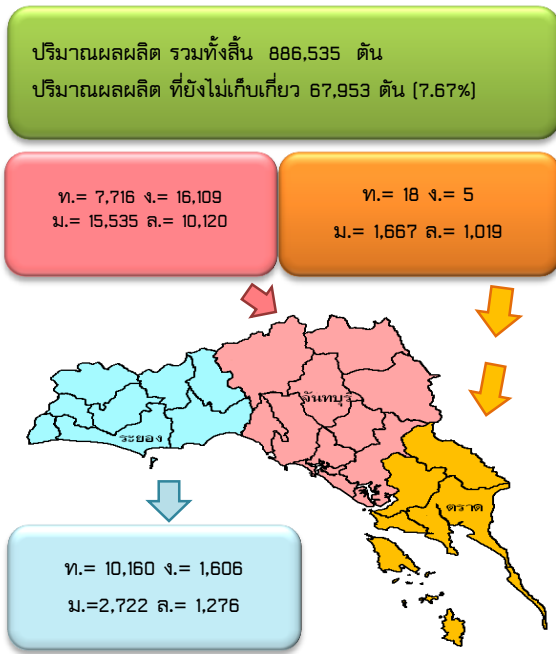 ปริมาณผลผลิต รวมทั้งสิ้น 886,535 ตัน
ปริมาณผลผลิต ที่ยังไม่เก็บเกี่ยว 67,953 ตัน (7.67%)
ท.= 7,716 ง.= 16,109
ม.= 15,535 ล.= 10,120
ท.= 18 ง.= 5
ม.= 1,667 ล.= 1,019
จันทบุรี
ระยอง
ตราด
ท.= 10,160 ง.= 1,606
ม.=2,722 ล.= 1,276